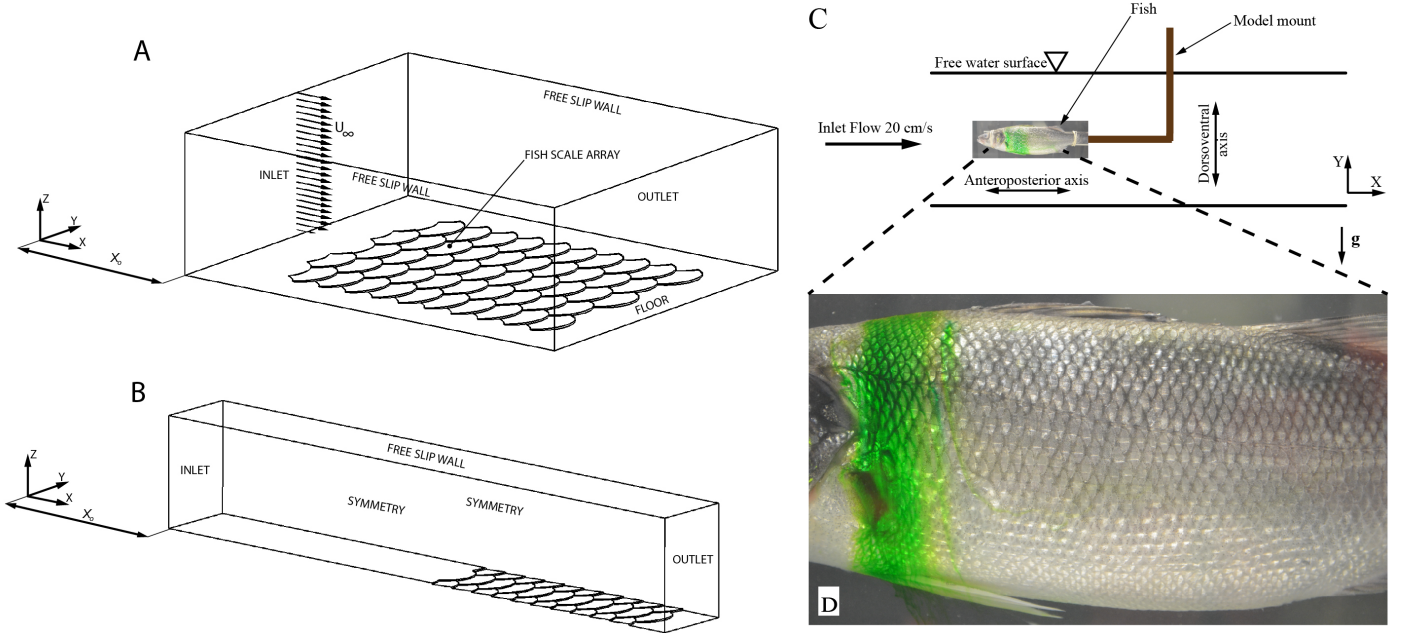 A
FREE SLIP WALL
U∞
FISH SCALE ARRAY
INLET
FREE SLIP WALL
OUTLET
Z
Y
X
X₀
FLOOR
B
FREE SLIP WALL
INLET
Z
Y
X
X₀
SYMMETRY
SYMMETRY
OUTLET
C
Fish
Model mount
Free water surface
Inlet Flow 20 cm/s
Dorsoventral
axis
Anteroposterior axis
Y
X
g
D